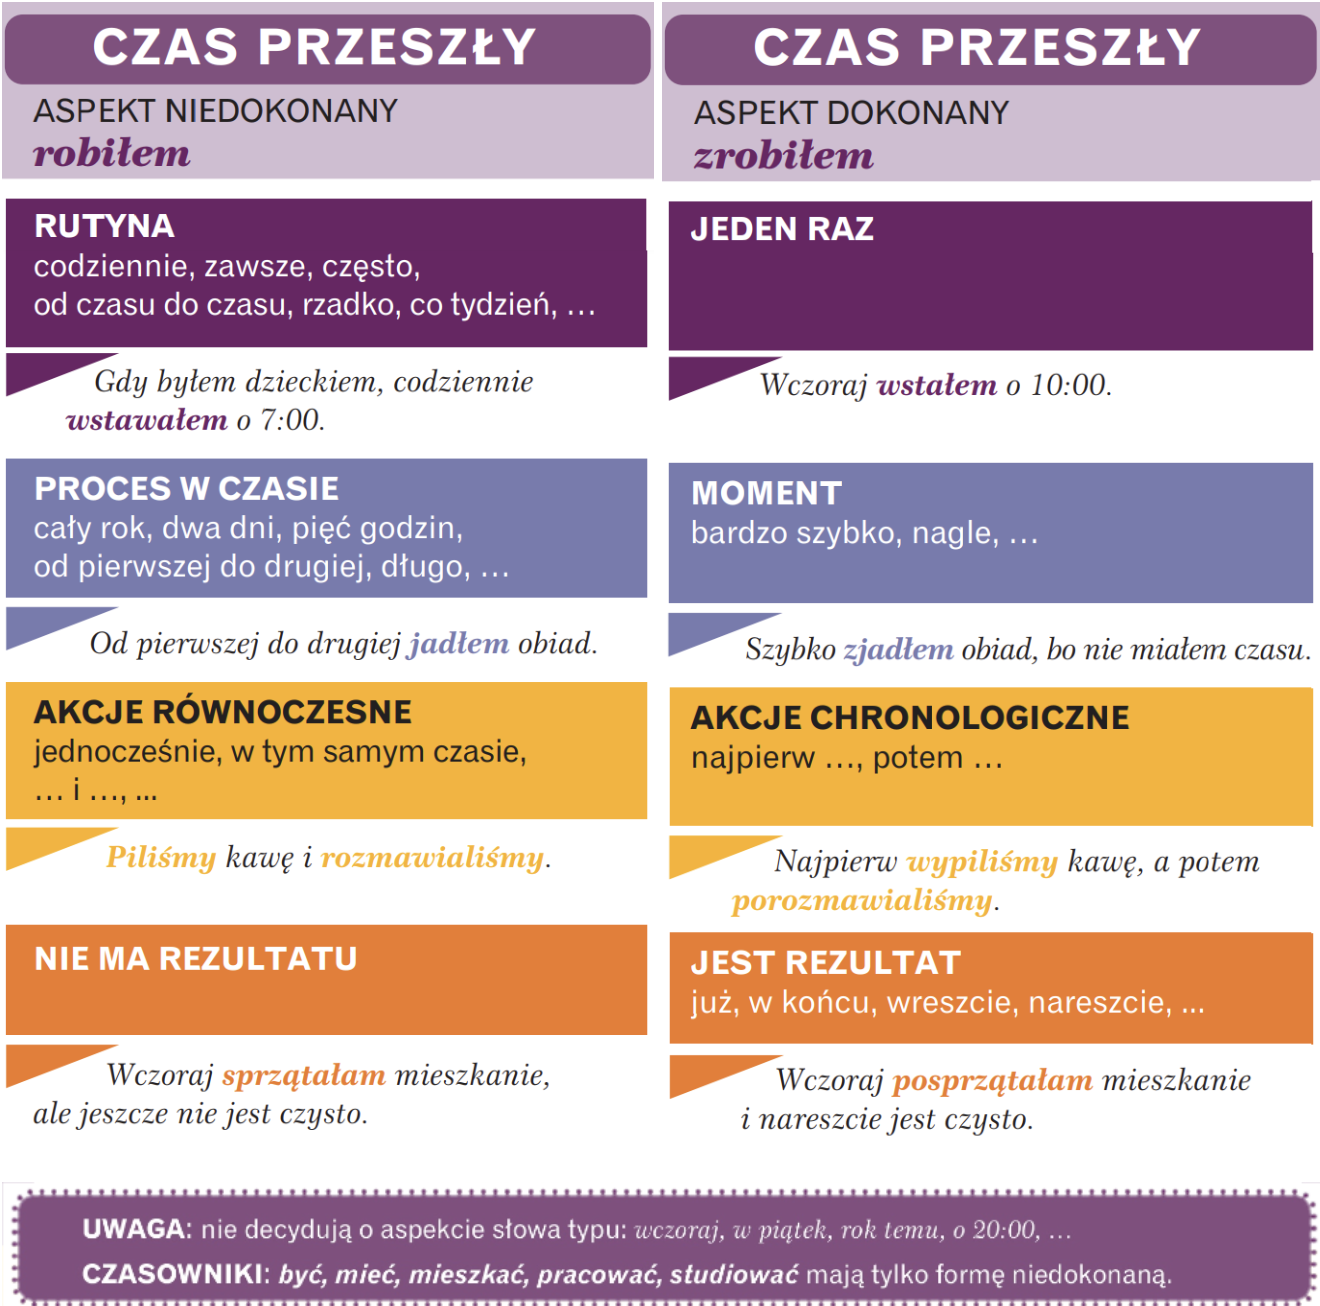 CZAS PRZESZŁY
ASPEKT NIEDOKONANY
robiłem
RUTYNA
codziennie, zawsze, często,
od czasu do czasu, rzadko, co tydzień, …
Gdy byłem dzieckiem, codziennie
wstawałem o 7:00.
PROCES W CZASIE
cały rok, dwa dni, pięć godzin,
od pierwszej do drugiej, długo, …
Od pierwszej do drugiej jadłem obiad.
AKCJE RÓWNOCZESNE
jednocześnie, w tym samym czasie,
… i …, ...
Piliśmy kawę i rozmawialiśmy.
NIE MA REZULTATU
Wczoraj sprzątałam mieszkanie,
ale jeszcze nie jest czysto.
CZAS PRZESZŁY
ASPEKT DOKONANY
zrobiłem
JEDEN RAZ
Wczoraj wstałem o 10:00.
MOMENT
bardzo szybko, nagle, …
Szybko zjadłem obiad, bo nie miałem czasu.
AKCJE CHRONOLOGICZNE
najpierw …, potem …
Najpierw wypiliśmy kawę, a potem
porozmawialiśmy.
JEST REZULTAT
już, w końcu, wreszcie, nareszcie, ...
Wczoraj posprzątałam mieszkanie
i nareszcie jest czysto.
UWAGA: nie decydują o aspekcie słowa typu: wczoraj, w piątek, rok temu, o 20:00, …
CZASOWNIKI: być, mieć, mieszkać, pracować, studiować mają tylko formę niedokonaną.